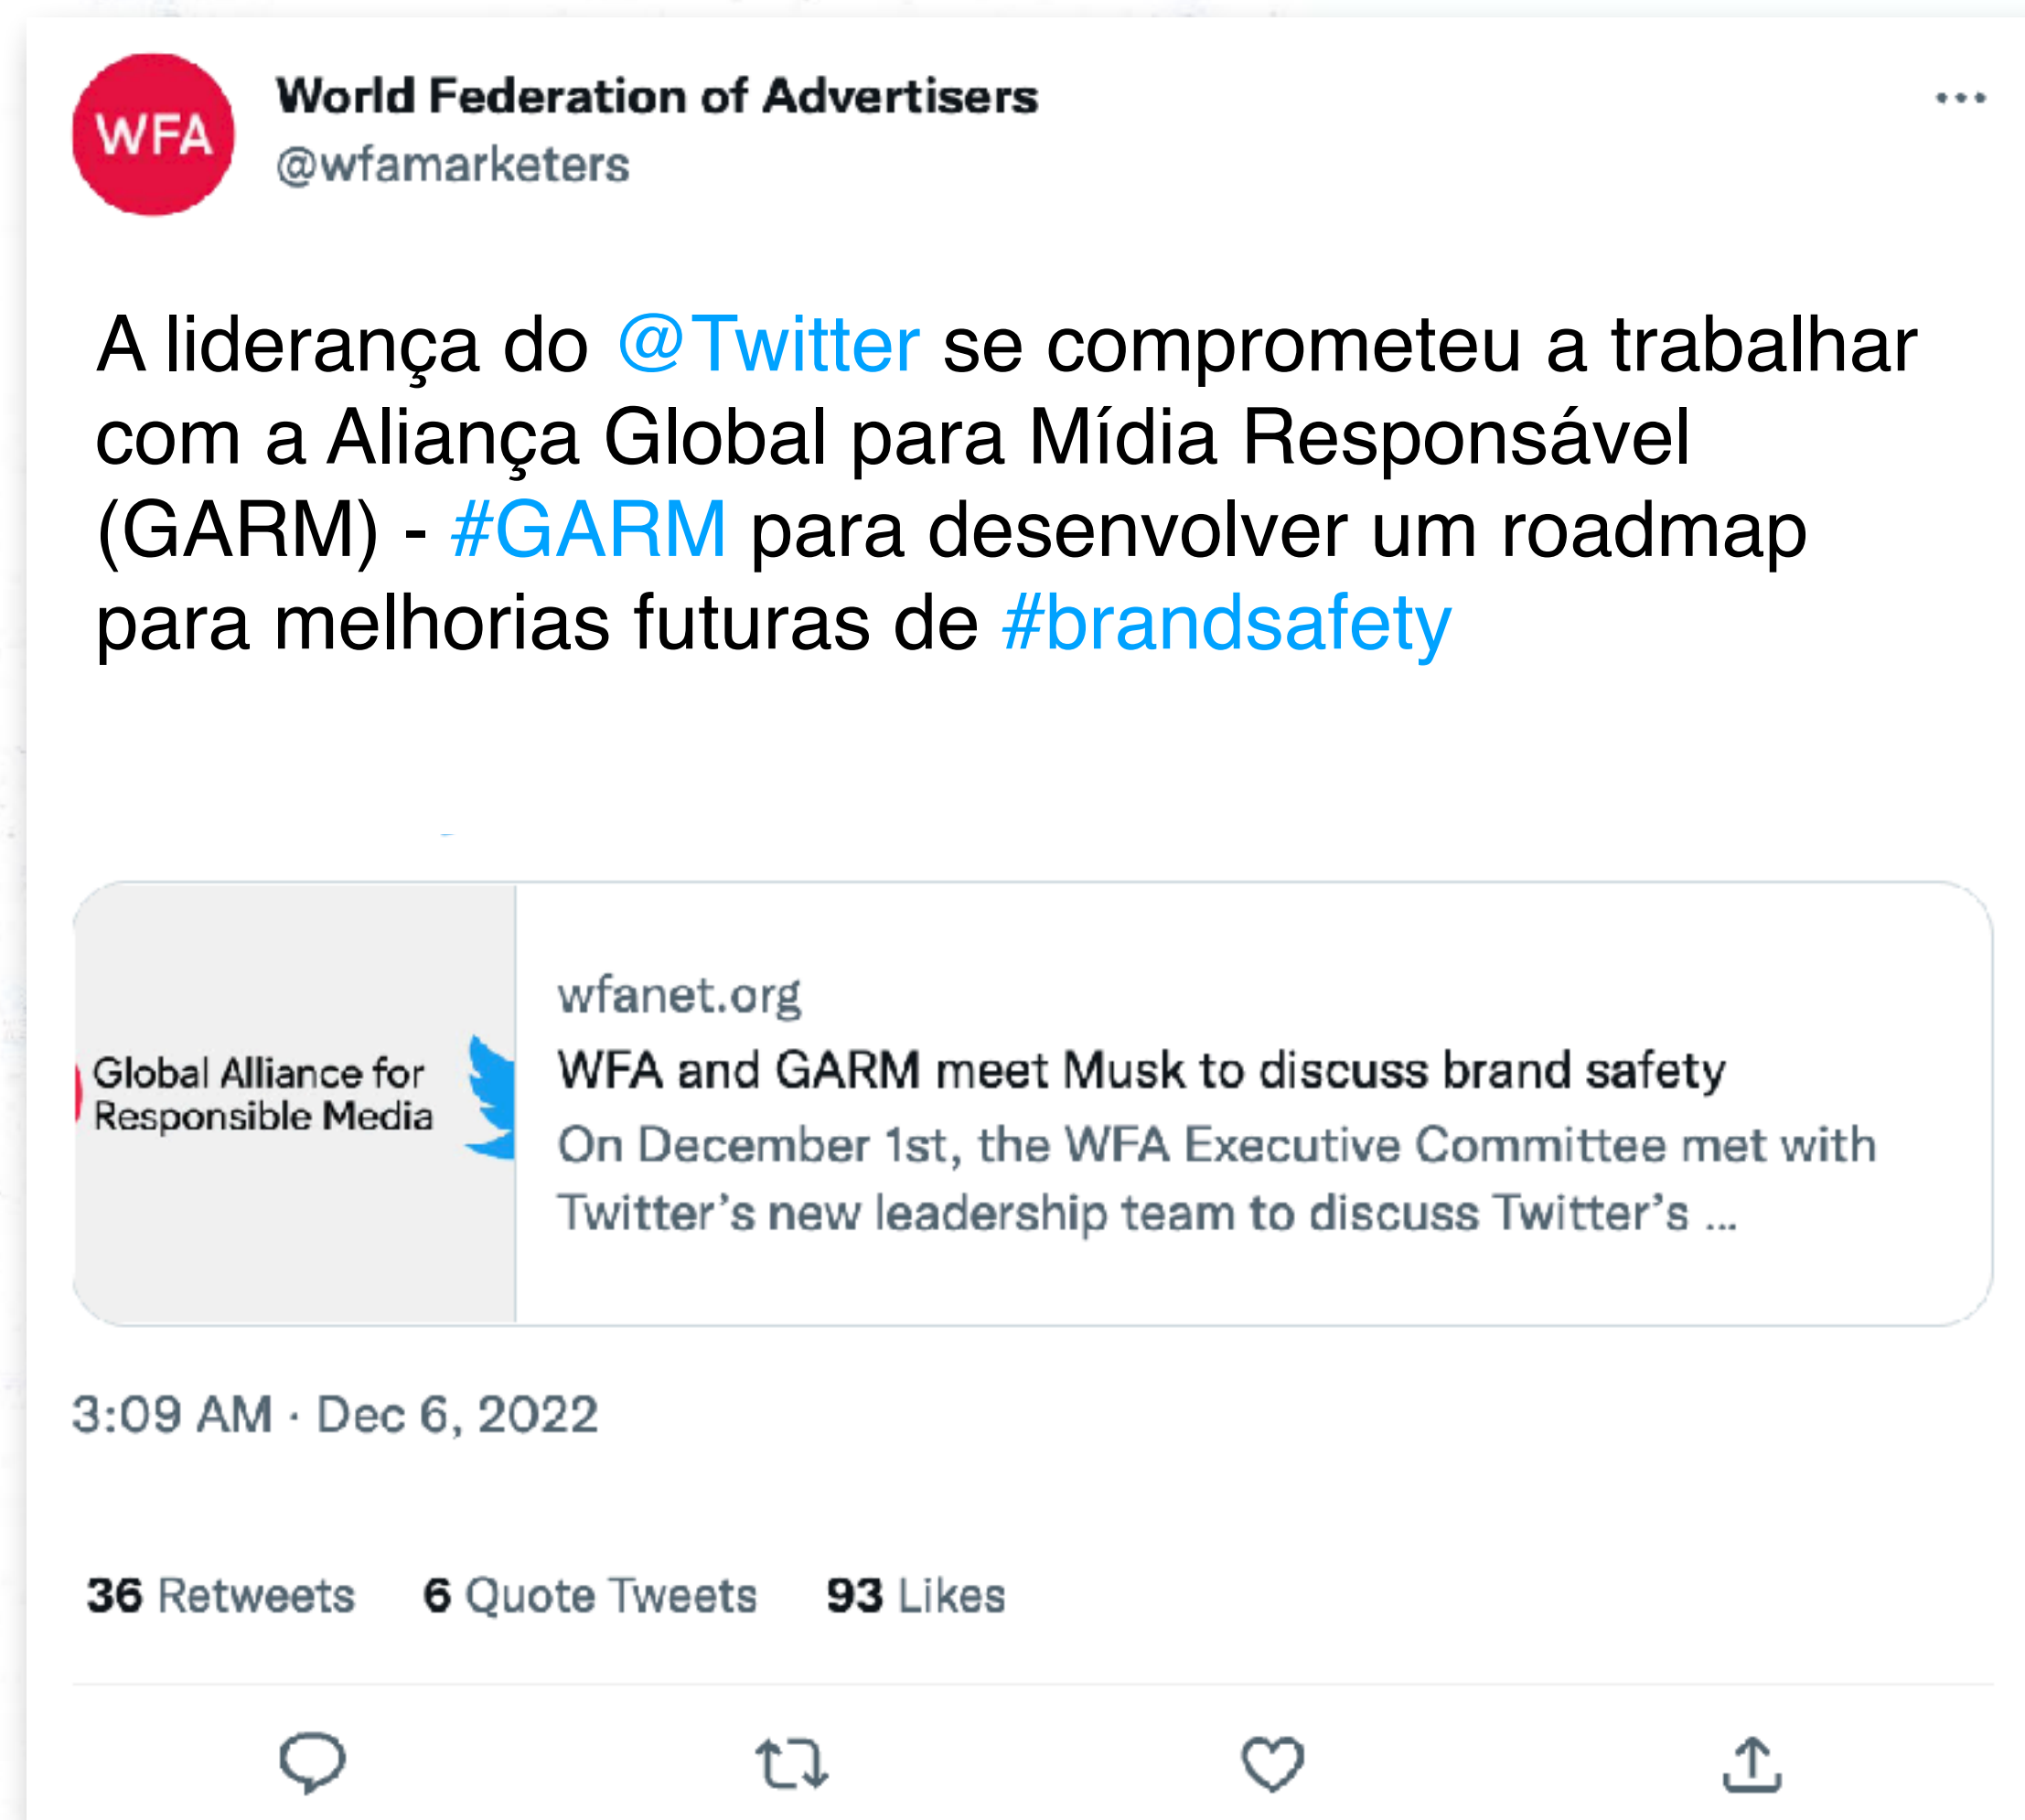 WFA
World Federation of Advertisers
@wfamarketers
A liderança do @Twitter se comprometeu a trabalhar
com a Aliança Global para Mídia Responsável
(GARM) - #GARM para desenvolver um roadmap
para melhorias futuras de #brandsafety
Global Alliance for
Responsible Media
wfanet.org
WFA and GARM meet Musk to discuss brand safety
On December 1st, the WFA Executive Committee met with
Twitter’s new leadership team to discuss Twitter’s ...
3:09 AM · Dec 6, 2022
36 Retweets 6 Quote Tweets 93 Likes